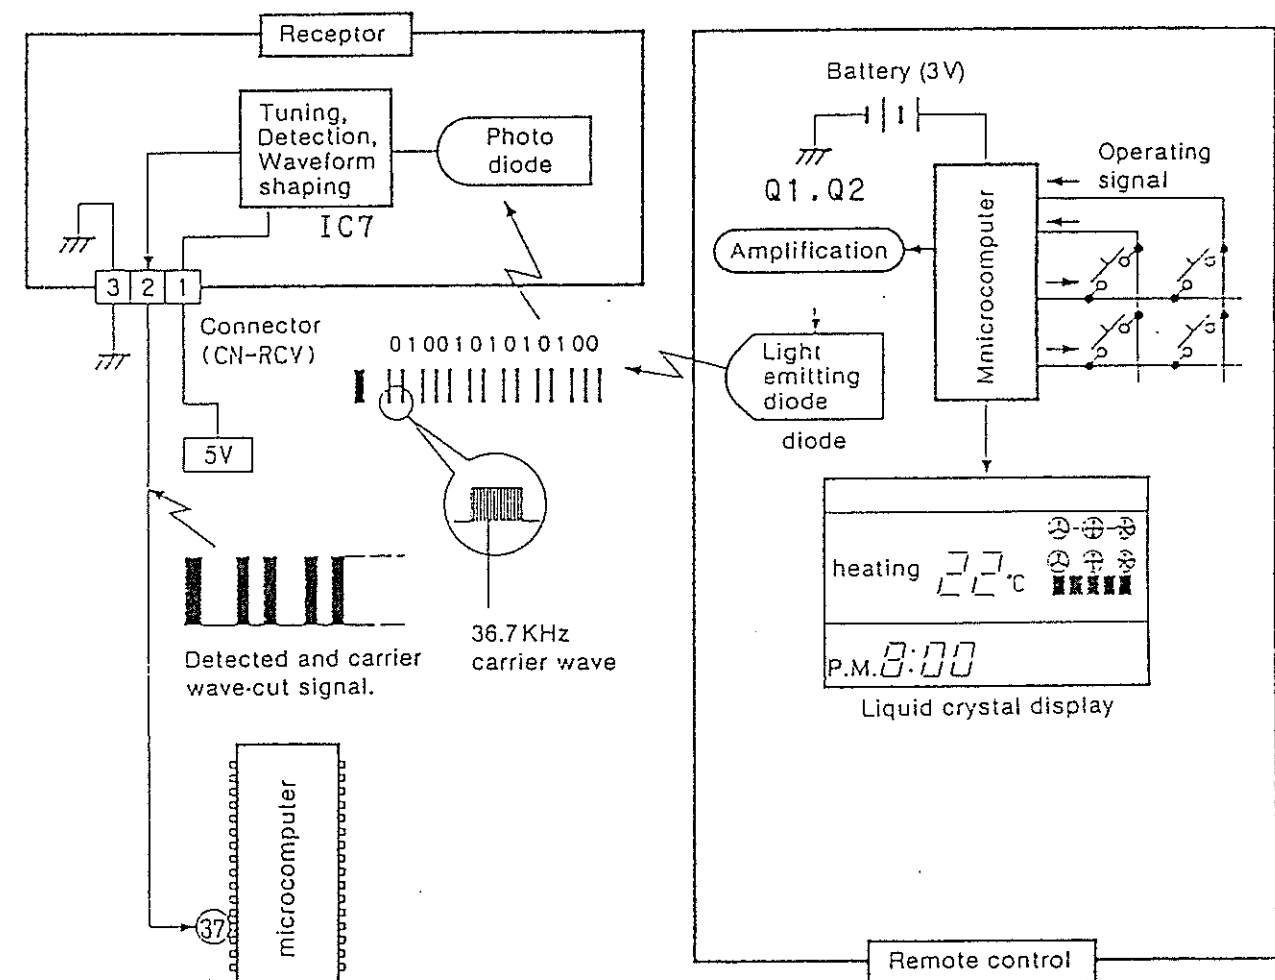 Receptor
Tuning,
Detection,
Waveform
shaping
IC7
Photo
diode
3 2 1
Connector
(CN-RCV)
5V
0100101010100
36.7KHz
carrier wave
Detected and carrier
wave-cut signal.
microcomputer
37
Battery (3V)
Q1.Q2
Amplification
Mmicrocomputer
Operating
signal
Light
emitting
diode
diode
heating 22°C
P.M. 8:00
Liquid crystal display
Remote control